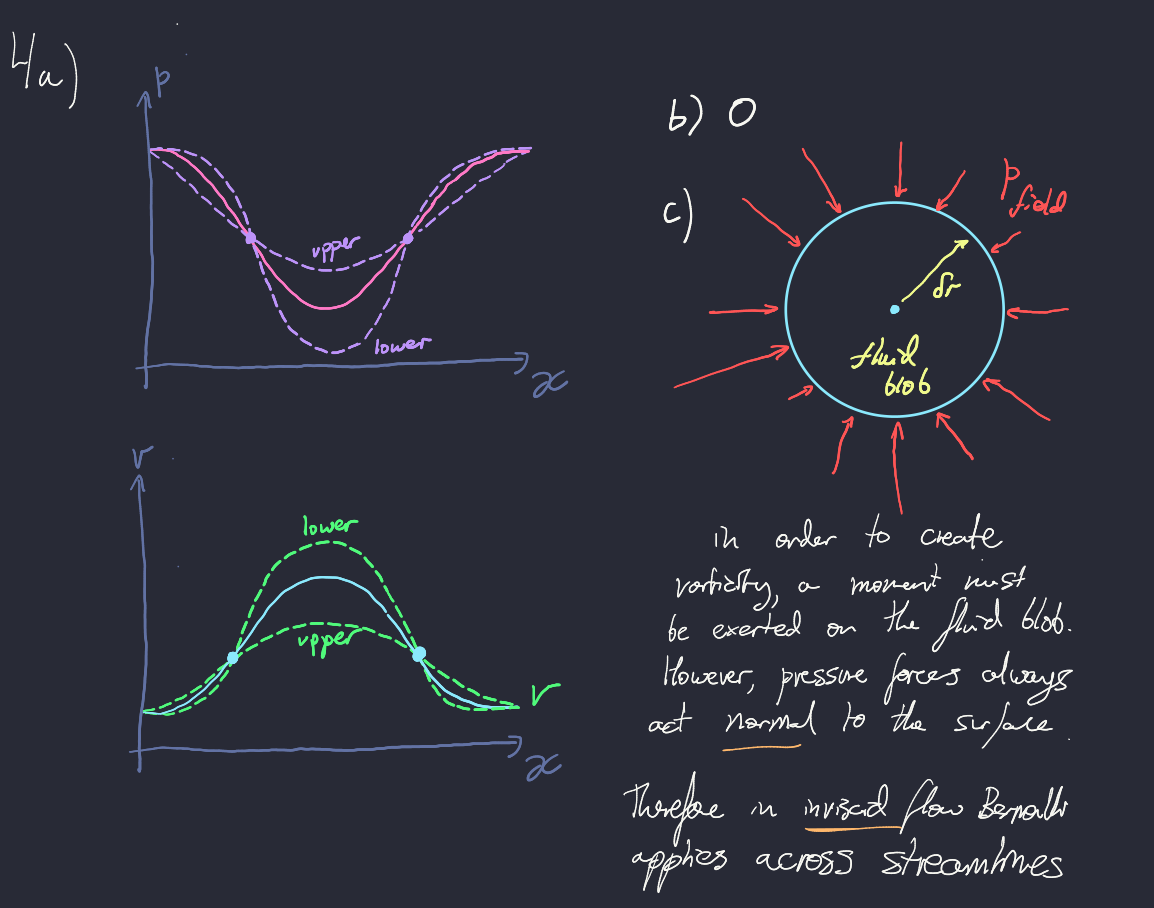 4a)
p
upper
lower
x
v
lower
upper
v
x
b) 0
c)
P field
δr
fluid
blob
in order to create
vorticity, a moment must
be exerted on the fluid blob.
However, pressure forces always
act normal to the surface.
Therefore in inviscid flow Bernoulli
applies across streamlines